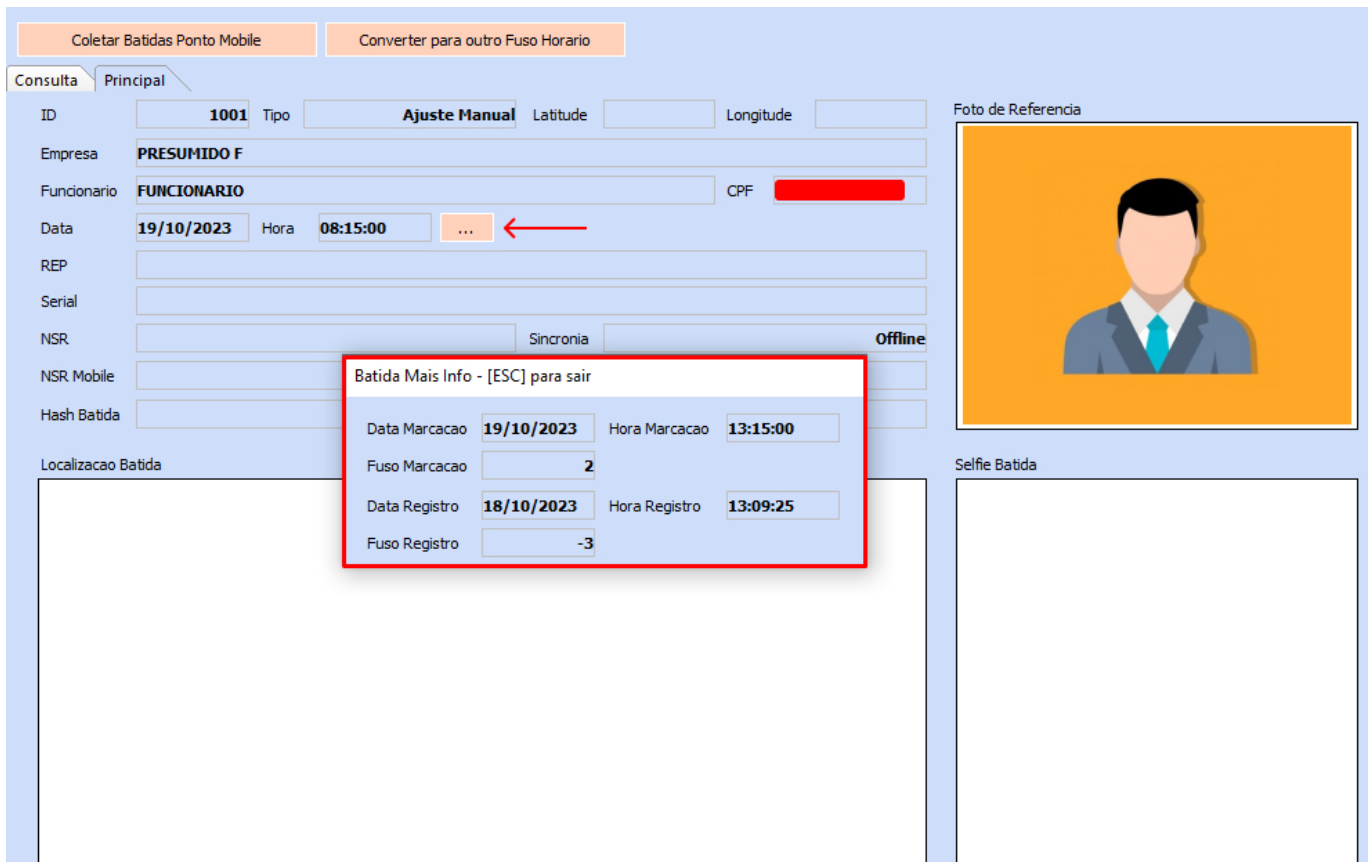 Coletar Batidas Ponto Mobile Converter para outro Fuso Horario
Consulta Principal
ID 1001 Tipo Ajuste Manual Latitude Longitude
Foto de Referencia
Empresa PRESUMIDO F
Funcionario FUNCIONARIO CPF
Data 19/10/2023 Hora 08:15:00 ...
REP
Serial
NSR Sincronia Offline
NSR Mobile
Hash Batida
Batida Mais Info - [ESC] para sair
Data Marcacao 19/10/2023 Hora Marcacao 13:15:00
Fuso Marcacao 2
Data Registro 18/10/2023 Hora Registro 13:09:25
Fuso Registro -3
Localizacao Batida
Selfie Batida